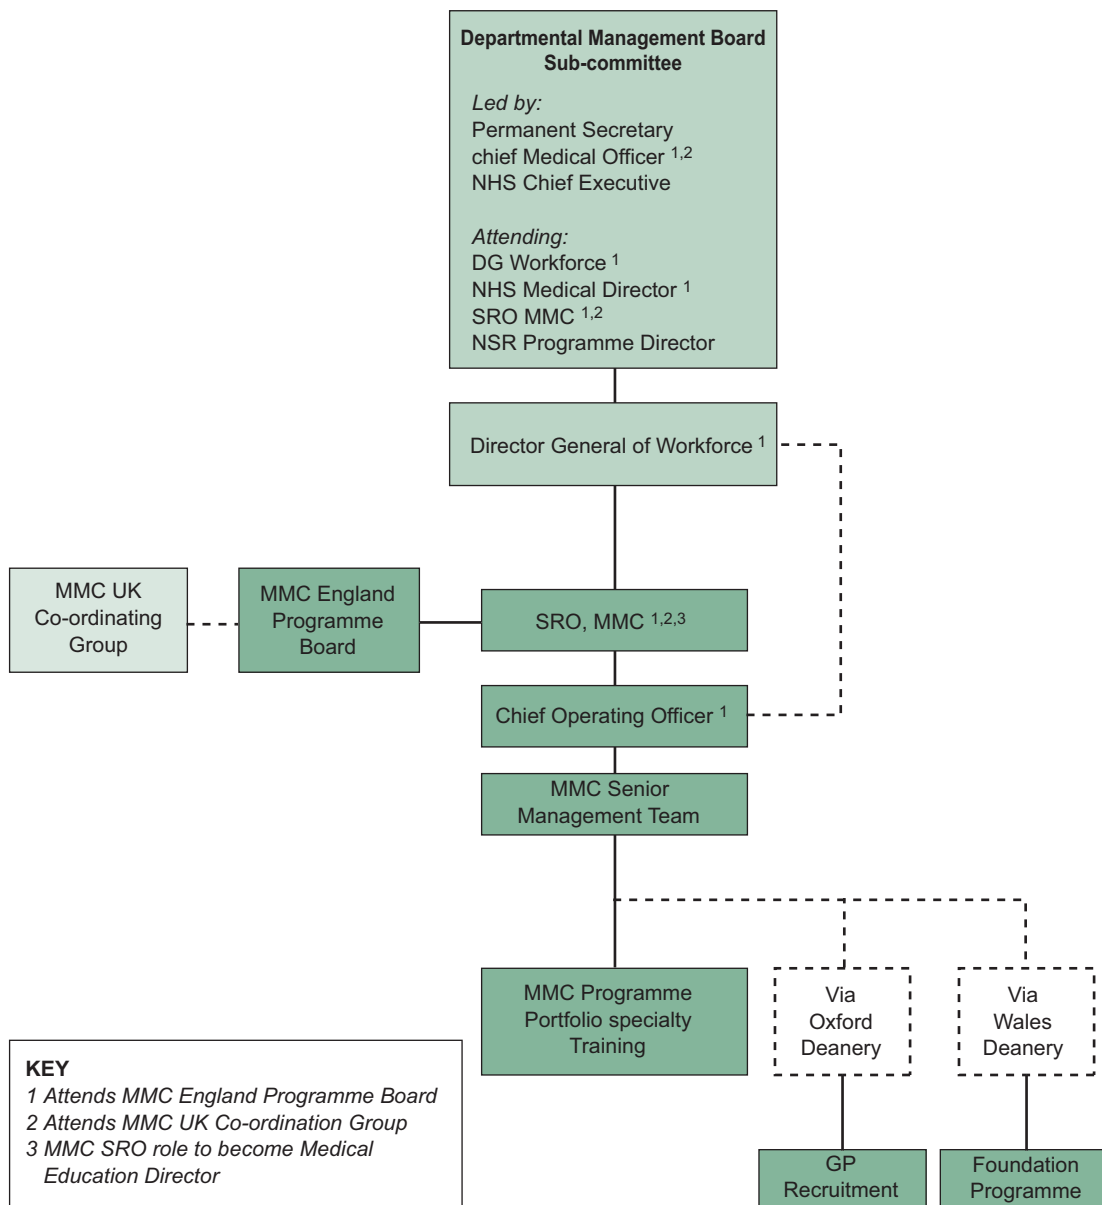 Departmental Management Board
Sub-committee
Led by:
Permanent Secretary
chief Medical Officer 1,2
NHS Chief Executive
Attending:
DG Workforce 1
NHS Medical Director 1
SRO MMC 1,2
NSR Programme Director
Director General of Workforce 1
MMC UK
Co-ordinating
Group
MMC England
Programme
Board
SRO, MMC 1,2,3
Chief Operating Officer 1
MMC Senior
Management Team
MMC Programme
Portfolio specialty
Training
Via
Oxford
Deanery
Via
Wales
Deanery
GP
Recruitment
Foundation
Programme
KEY
1 Attends MMC England Programme Board
2 Attends MMC UK Co-ordination Group
3 MMC SRO role to become Medical
Education Director